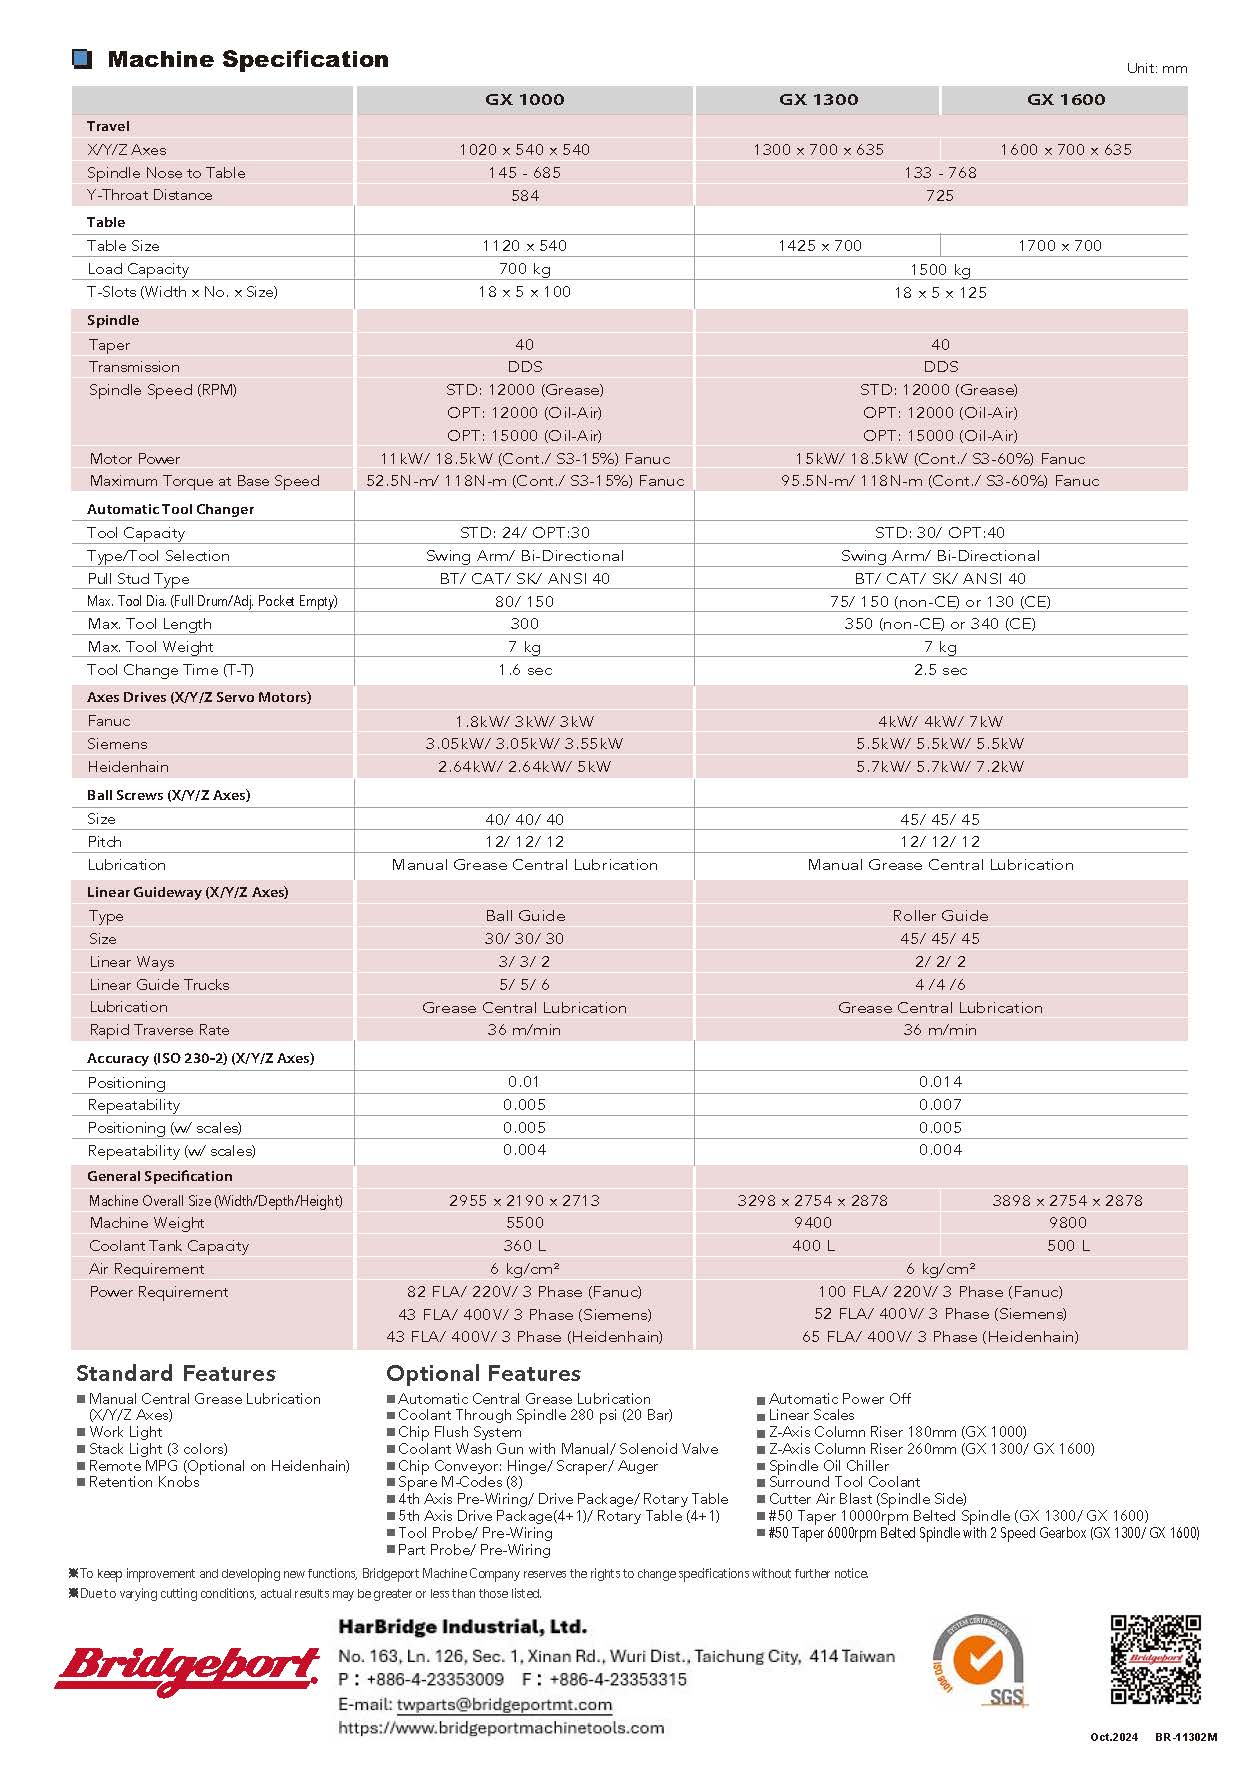 Machine Specification
Unit: mm
GX 1000 GX 1300 GX 1600
Travel
X/Y/Z Axes 1020 x 540 x 540 1300 x 700 x 635 1600 x 700 x 635
Spindle Nose to Table 145 - 685 133 - 768
Y-Throat Distance 584 725
Table
Table Size 1120 x 540 1425 x 700 1700 x 700
Load Capacity 700 kg 1500 kg
T-Slots (Width x No. x Size) 18 x 5 x 100 18 x 5 x 125
Spindle
Taper 40 40
Transmission DDS DDS
Spindle Speed (RPM) STD: 12000 (Grease) STD: 12000 (Grease)
OPT: 12000 (Oil-Air) OPT: 12000 (Oil-Air)
OPT: 15000 (Oil-Air) OPT: 15000 (Oil-Air)
Motor Power 11kW/ 18.5kW (Cont./ S3-15%) Fanuc 15kW/ 18.5kW (Cont./ S3-60%) Fanuc
Maximum Torque at Base Speed 52.5N-m/ 118N-m (Cont./ S3-15%) Fanuc 95.5N-m/ 118N-m (Cont./ S3-60%) Fanuc
Automatic Tool Changer
Tool Capacity STD: 24/ OPT:30 STD: 30/ OPT:40
Type/Tool Selection Swing Arm/ Bi-Directional Swing Arm/ Bi-Directional
Pull Stud Type BT/ CAT/ SK/ ANSI 40 BT/ CAT/ SK/ ANSI 40
Max. Tool Dia. (Full Drum/Adj. Pocket Empty) 80/ 150 75/ 150 (non-CE) or 130 (CE)
Max. Tool Length 300 350 (non-CE) or 340 (CE)
Max. Tool Weight 7 kg 7 kg
Tool Change Time (T-T) 1.6 sec 2.5 sec
Axes Drives (X/Y/Z Servo Motors)
Fanuc 1.8kW/ 3kW/ 3kW 4kW/ 4kW/ 7kW
Siemens 3.05kW/ 3.05kW/ 3.55kW 5.5kW/ 5.5kW/ 5.5kW
Heidenhain 2.64kW/ 2.64kW/ 5kW 5.7kW/ 5.7kW/ 7.2kW
Ball Screws (X/Y/Z Axes)
Size 40/ 40/ 40 45/ 45/ 45
Pitch 12/ 12/ 12 12/ 12/ 12
Lubrication Manual Grease Central Lubrication Manual Grease Central Lubrication
Linear Guideway (X/Y/Z Axes)
Type Ball Guide Roller Guide
Size 30/ 30/ 30 45/ 45/ 45
Linear Ways 3/ 3/ 2 2/ 2/ 2
Linear Guide Trucks 5/ 5/ 6 4 /4 /6
Lubrication Grease Central Lubrication Grease Central Lubrication
Rapid Traverse Rate 36 m/min 36 m/min
Accuracy (ISO 230-2) (X/Y/Z Axes)
Positioning 0.01 0.014
Repeatability 0.005 0.007
Positioning (w/ scales) 0.005 0.005
Repeatability (w/ scales) 0.004 0.004
General Specification
Machine Overall Size (Width/Depth/Height) 2955 x 2190 x 2713 3298 x 2754 x 2878 3898 x 2754 x 2878
Machine Weight 5500 9400 9800
Coolant Tank Capacity 360 L 400 L 500 L
Air Requirement 6 kg/cm² 6 kg/cm²
Power Requirement 82 FLA/ 220V/ 3 Phase (Fanuc) 100 FLA/ 220V/ 3 Phase (Fanuc)
43 FLA/ 400V/ 3 Phase (Siemens) 52 FLA/ 400V/ 3 Phase (Siemens)
43 FLA/ 400V/ 3 Phase (Heidenhain) 65 FLA/ 400V/ 3 Phase (Heidenhain)
Standard Features
■ Manual Central Grease Lubrication
(X/Y/Z Axes)
■ Work Light
■ Stack Light (3 colors)
■ Remote MPG (Optional on Heidenhain)
■ Retention Knobs
Optional Features
■ Automatic Central Grease Lubrication
■ Coolant Through Spindle 280 psi (20 Bar)
■ Chip Flush System
■ Coolant Wash Gun with Manual/ Solenoid Valve
■ Chip Conveyor: Hinge/ Scraper/ Auger
■ Spare M-Codes (8)
■ 4th Axis Pre-Wiring/ Drive Package/ Rotary Table
■ 5th Axis Drive Package(4+1)/ Rotary Table (4+1)
■ Tool Probe/ Pre-Wiring
■ Part Probe/ Pre-Wiring
■ Automatic Power Off
■ Linear Scales
■ Z-Axis Column Riser 180mm (GX 1000)
■ Z-Axis Column Riser 260mm (GX 1300/ GX 1600)
■ Spindle Oil Chiller
■ Surround Tool Coolant
■ Cutter Air Blast (Spindle Side)
■ #50 Taper 10000rpm Belted Spindle (GX 1300/ GX 1600)
■ #50 Taper 6000rpm Belted Spindle with 2 Speed Gearbox (GX 1300/ GX 1600)
※To keep improvement and developing new functions, Bridgeport Machine Company reserves the rights to change specifications without further notice.
※Due to varying cutting conditions, actual results may be greater or less than those listed.
Bridgeport
HarBridge Industrial, Ltd.
No. 163, Ln. 126, Sec. 1, Xinan Rd., Wuri Dist., Taichung City, 414 Taiwan
P：+886-4-23353009 F：+886-4-23353315
E-mail: twparts@bridgeportmt.com
https://www.bridgeportmachinetools.com
SYSTEM CERTIFICATION
ISO 9001
SGS
Bridgeport
Oct.2024 BR-11302M